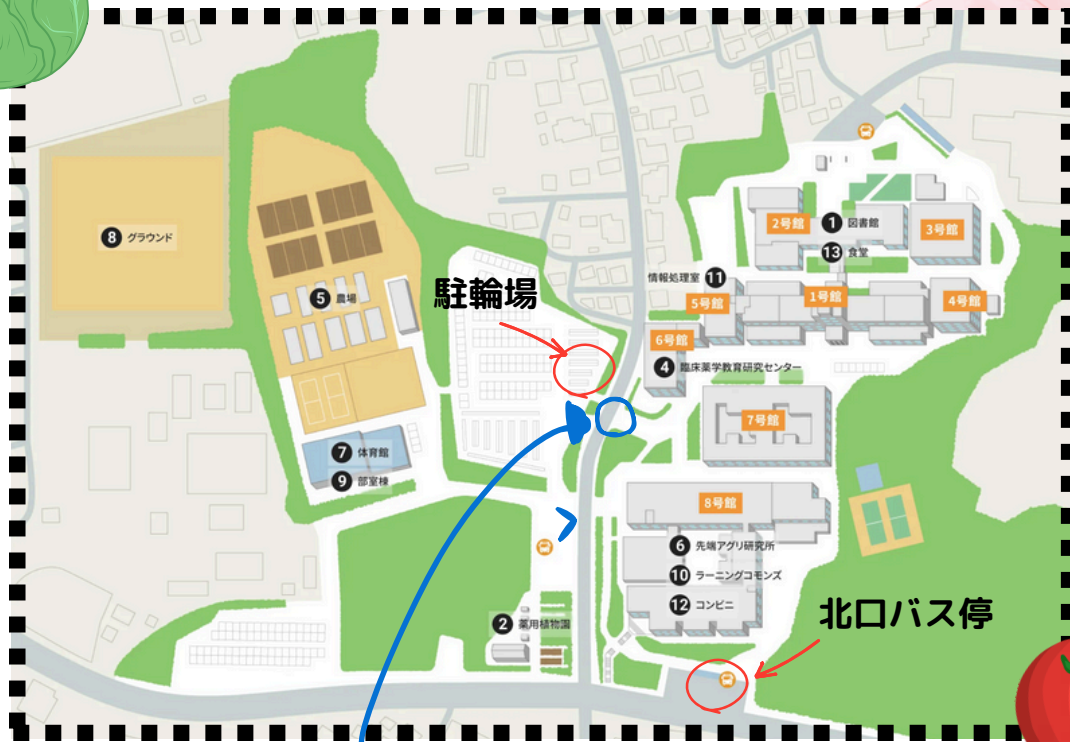 2号館
1 図書館
3号館
8 グラウンド
13 食堂
情報処理室 11
5 農場
駐輪場
5号館
1号館
4号館
6号館
4 臨床薬学教育研究センター
7号館
7 体育館
9 部室棟
8号館
6 先端アグリ研究所
10 ラーニングコモンズ
12 コンビニ
2 薬用植物園
北口バス停